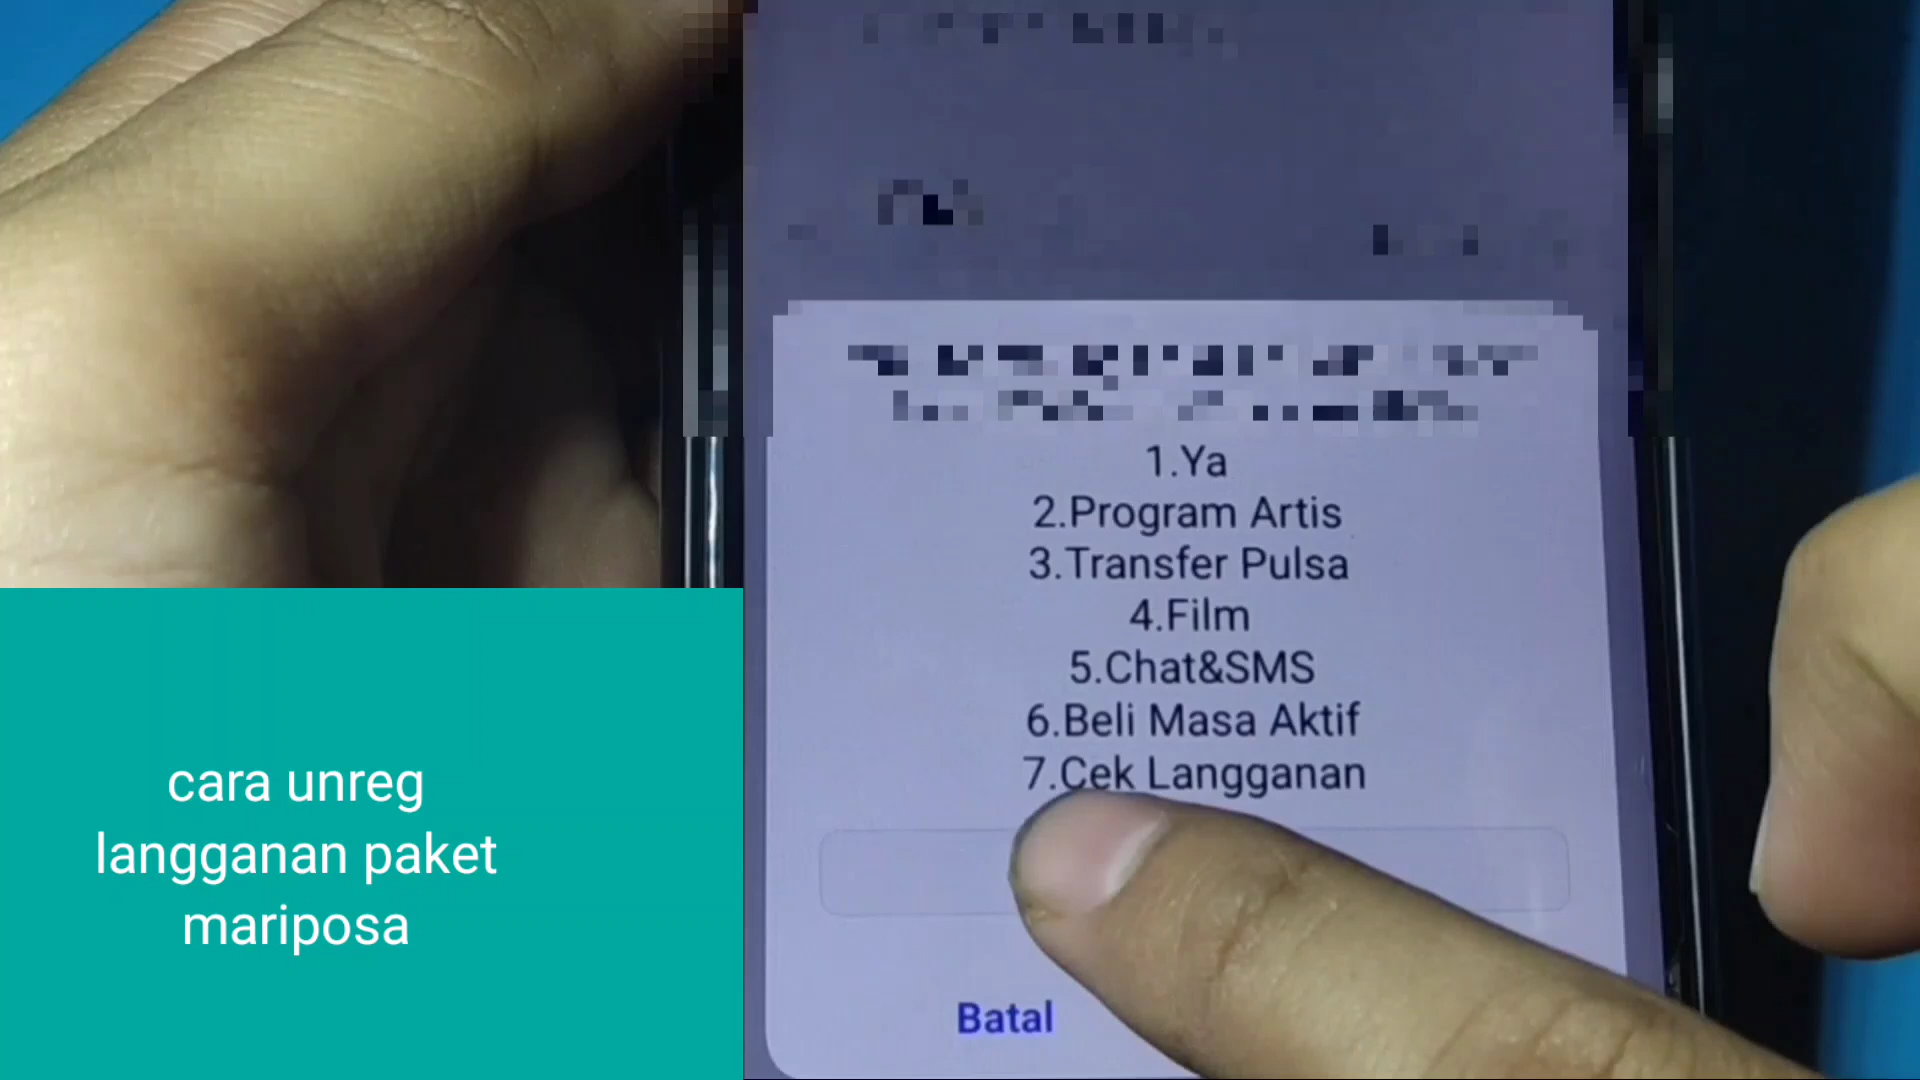 1.Ya
2.Program Artis
3.Transfer Pulsa
4.Film
5.Chat&SMS
6.Beli Masa Aktif
7.Cek Langganan
Batal
cara unreg
langganan paket
mariposa